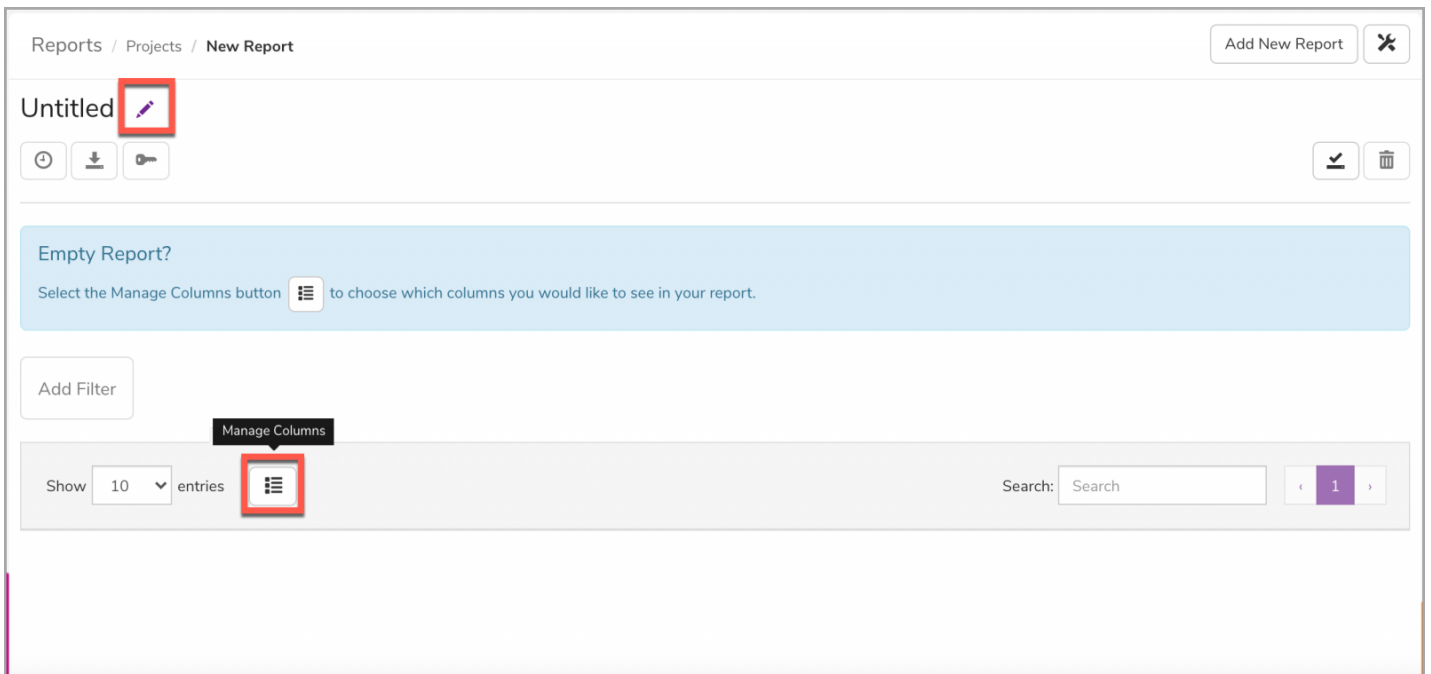 Reports / Projects / New Report
Add New Report
Untitled
Empty Report?
Select the Manage Columns button to choose which columns you would like to see in your report.
Add Filter
Manage Columns
Show 10 entries
Search: Search ‹ 1 ›